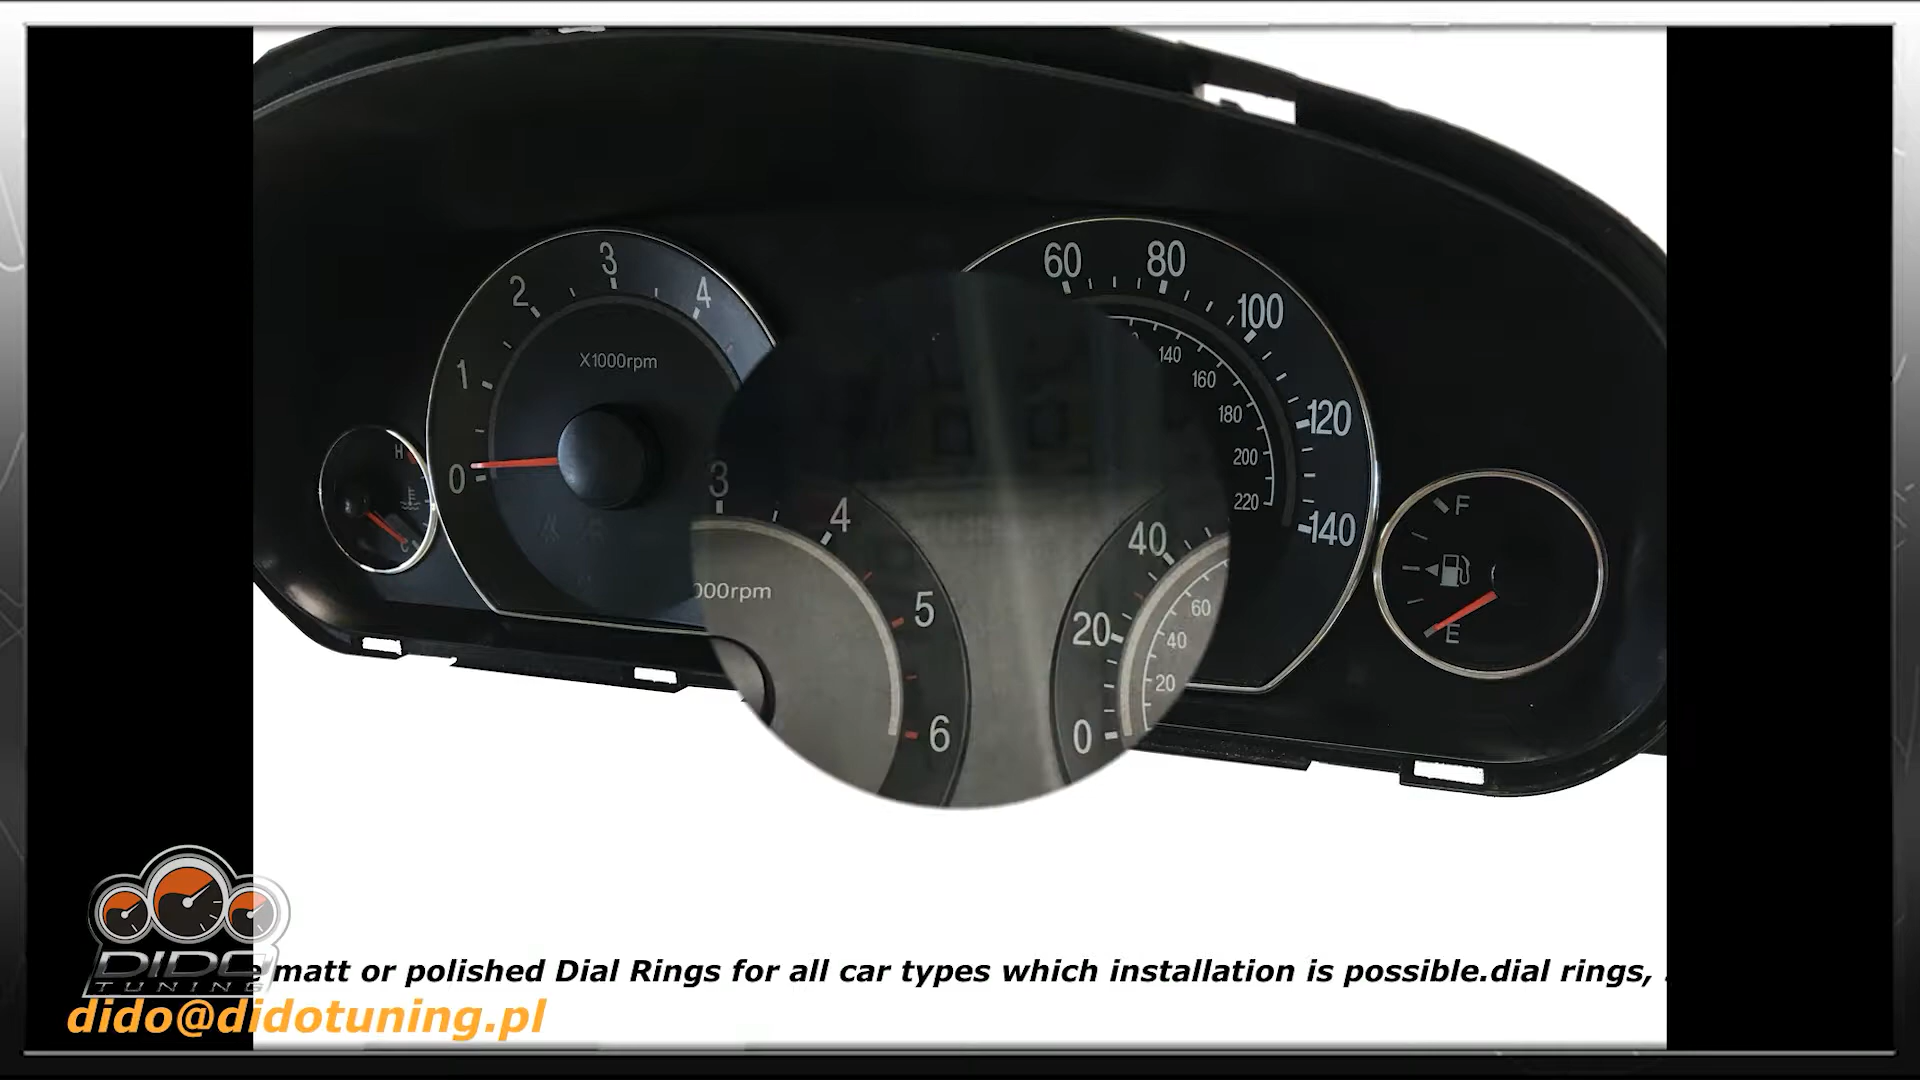 3
2
4
X1000rpm
1
H
0
C
60
80
100
140
160
180
120
200
220
140
F
E
3
4
000rpm
5
6
40
20
0
60
40
20
DIDO
TUNING
matt or polished Dial Rings for all car types which installation is possible.dial rings,
dido@didotuning.pl